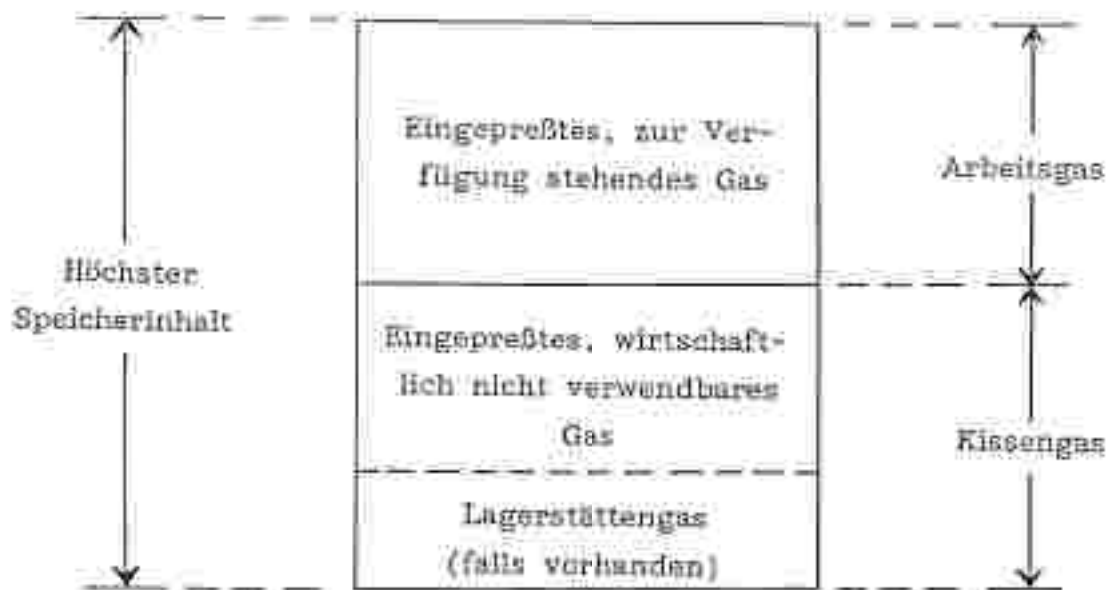 Eingepreßtes, zur Ver-
fügung stehendes Gas
Arbeitsgas
Höchster
Speicherinhalt
Eingepreßtes, wirtschaft-
lich nicht verwendbares
Gas
Kissengas
Lagerstättengas
(falls vorhanden)